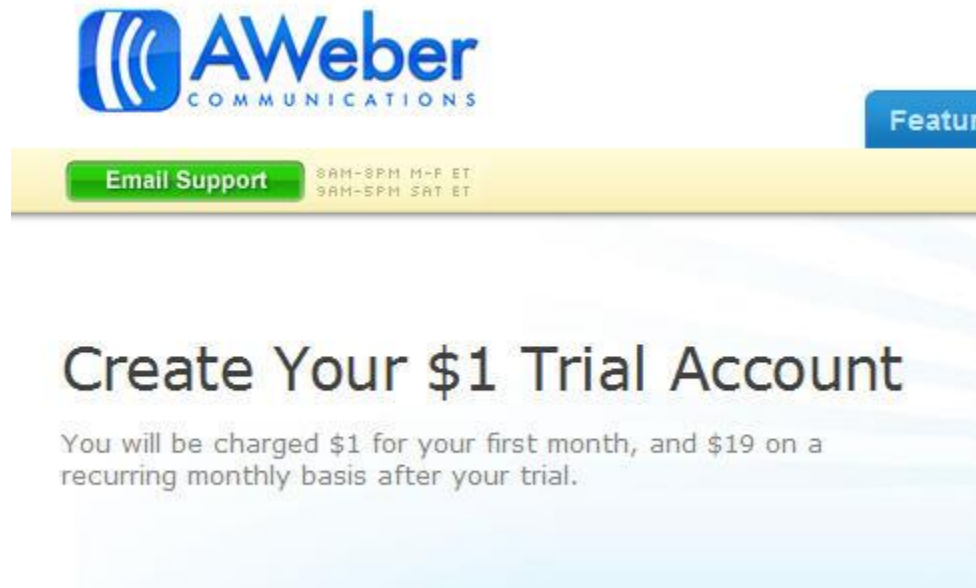 AWeber
COMMUNICATIONS
Email Support
8AM-8PM M-F ET
9AM-5PM SAT ET
Create Your $1 Trial Account
You will be charged $1 for your first month, and $19 on a
recurring monthly basis after your trial.